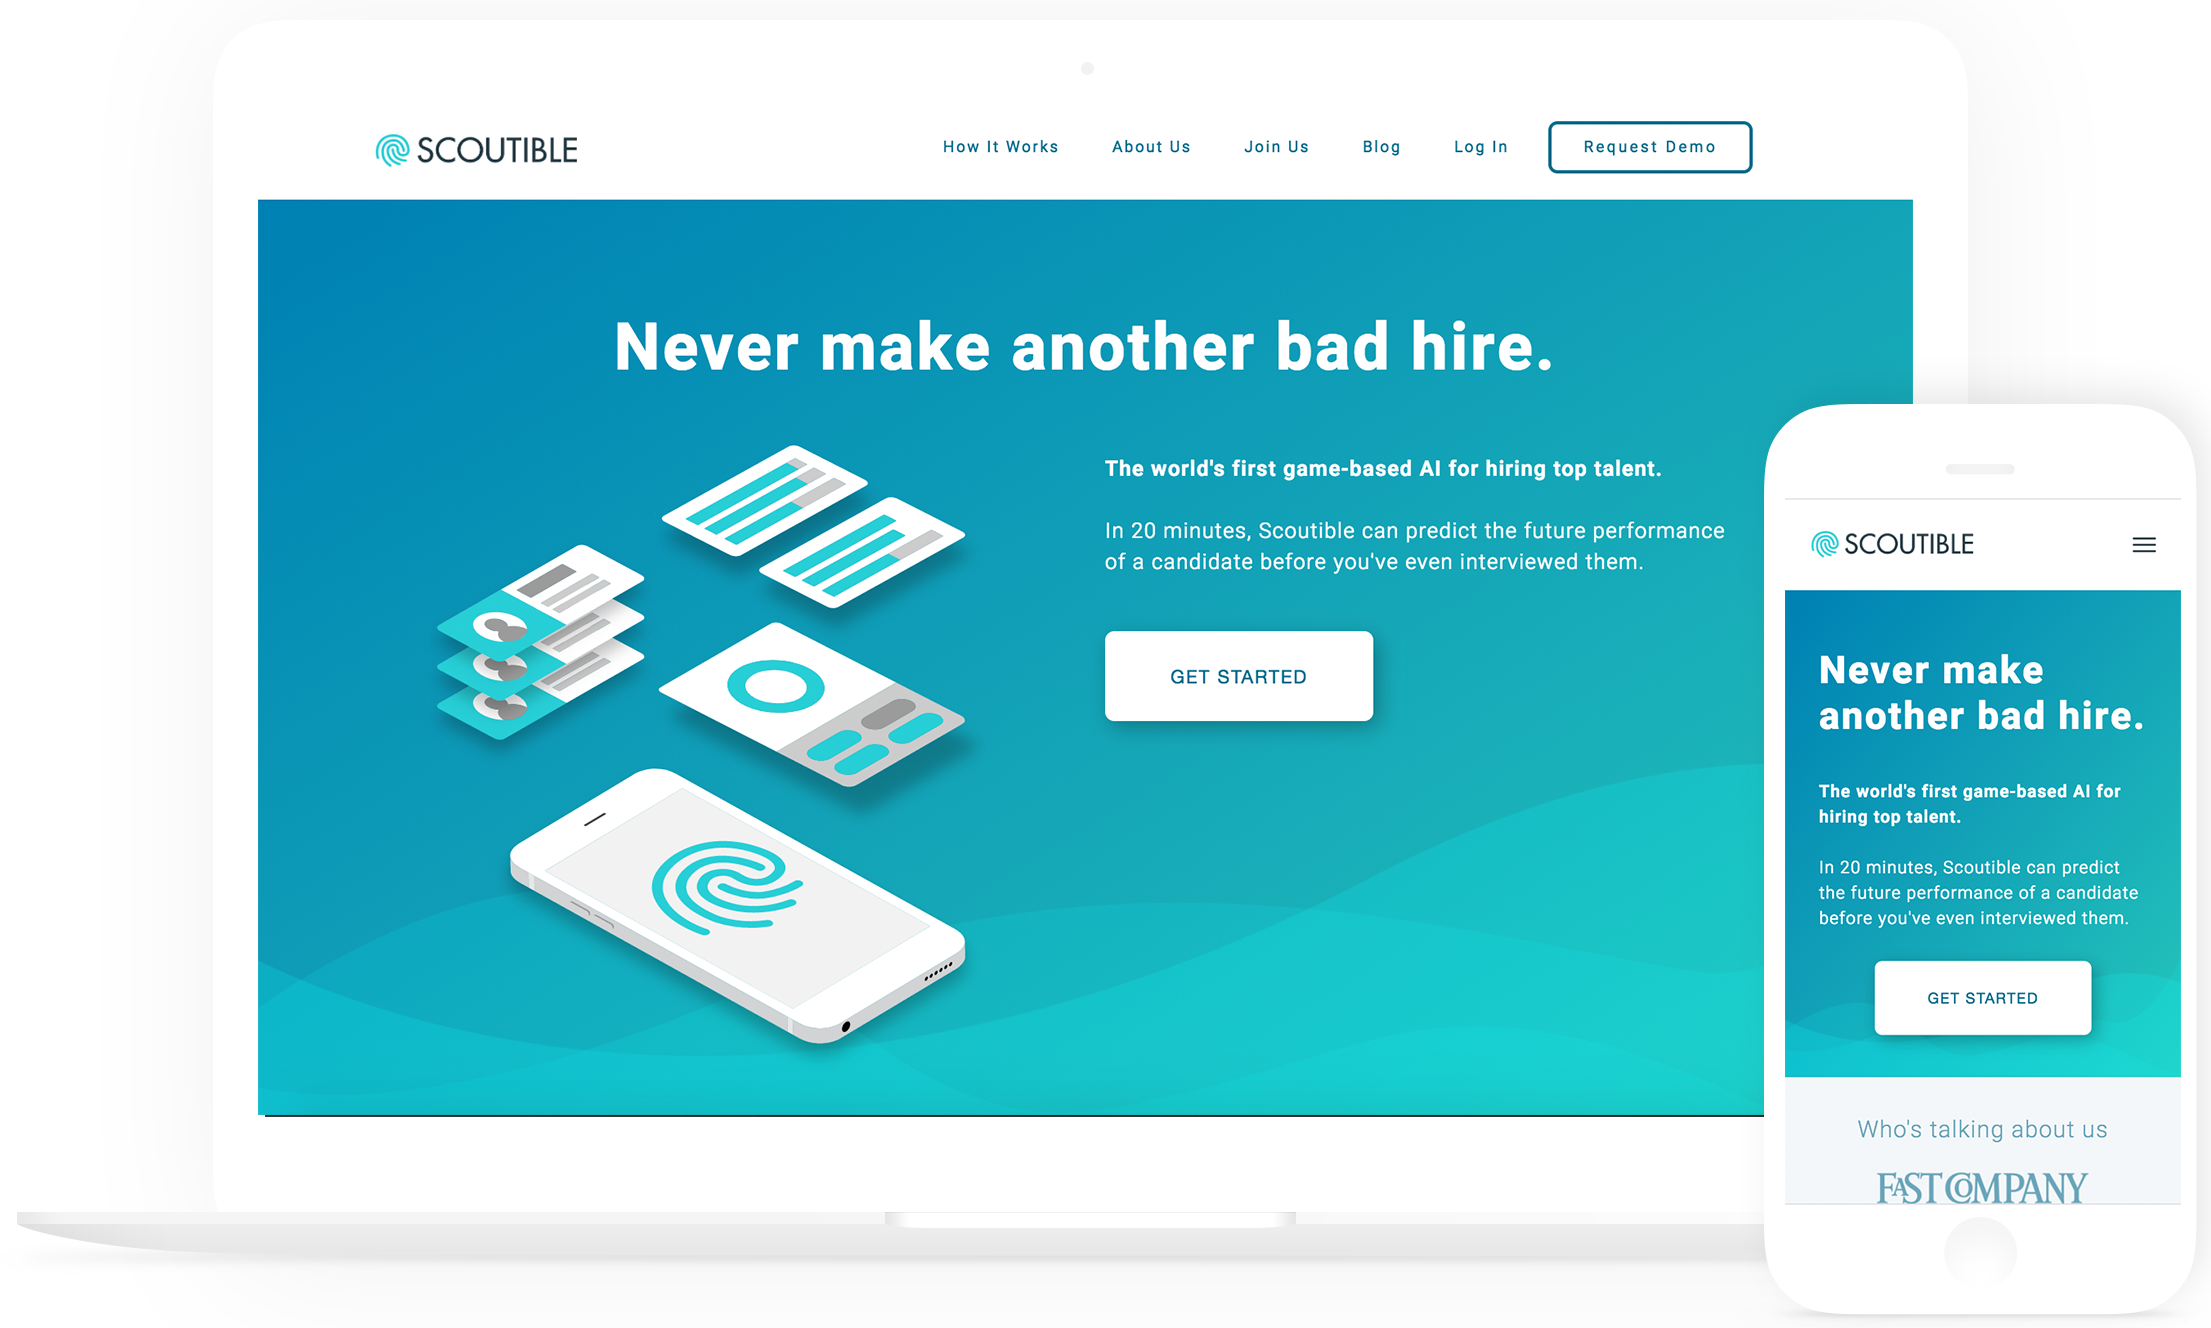 SCOUTIBLE
How It Works
About Us
Join Us
Blog
Log In
Request Demo
Never make another bad hire.
The world's first game-based AI for hiring top talent.
In 20 minutes, Scoutible can predict the future performance
of a candidate before you've even interviewed them.
GET STARTED
SCOUTIBLE
Never make
another bad hire.
The world's first game-based AI for
hiring top talent.
In 20 minutes, Scoutible can predict
the future performance of a candidate
before you've even interviewed them.
GET STARTED
Who's talking about us
FAST COMPANY